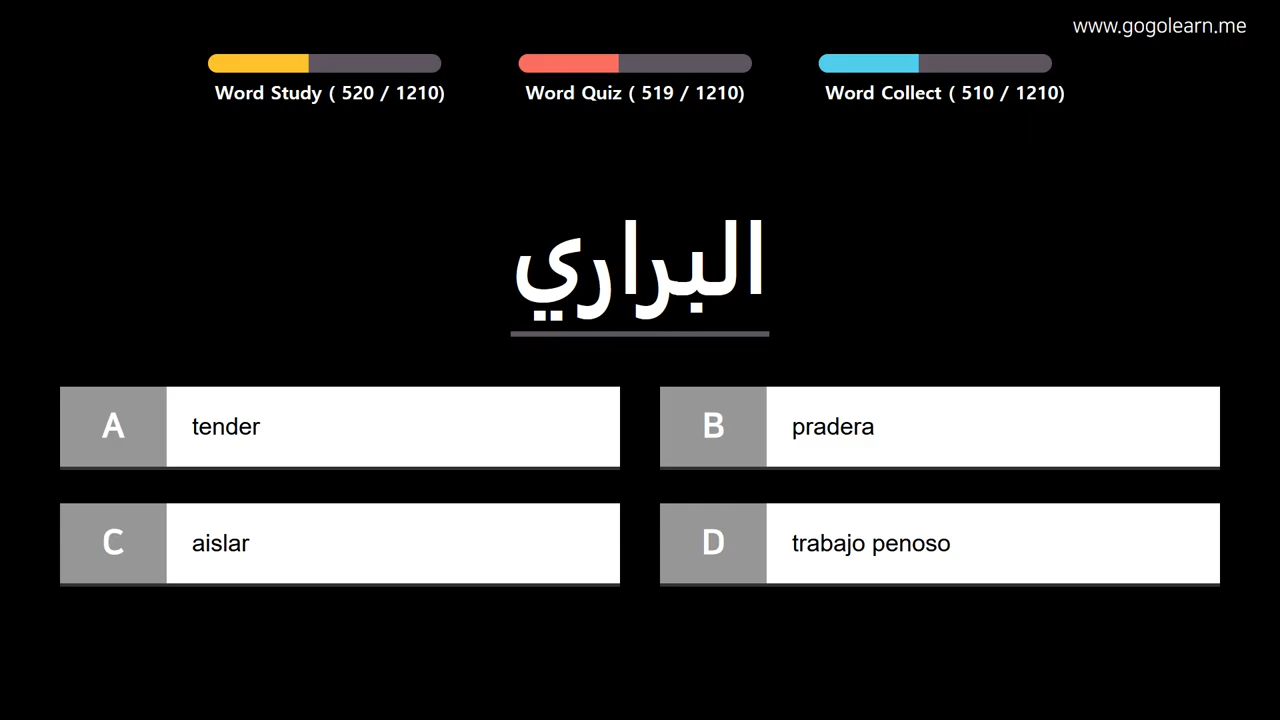 www.gogolearn.me
Word Study ( 520 / 1210)
Word Quiz ( 519 / 1210)
Word Collect ( 510 / 1210)
البراري
A tender
B pradera
C aislar
D trabajo penoso